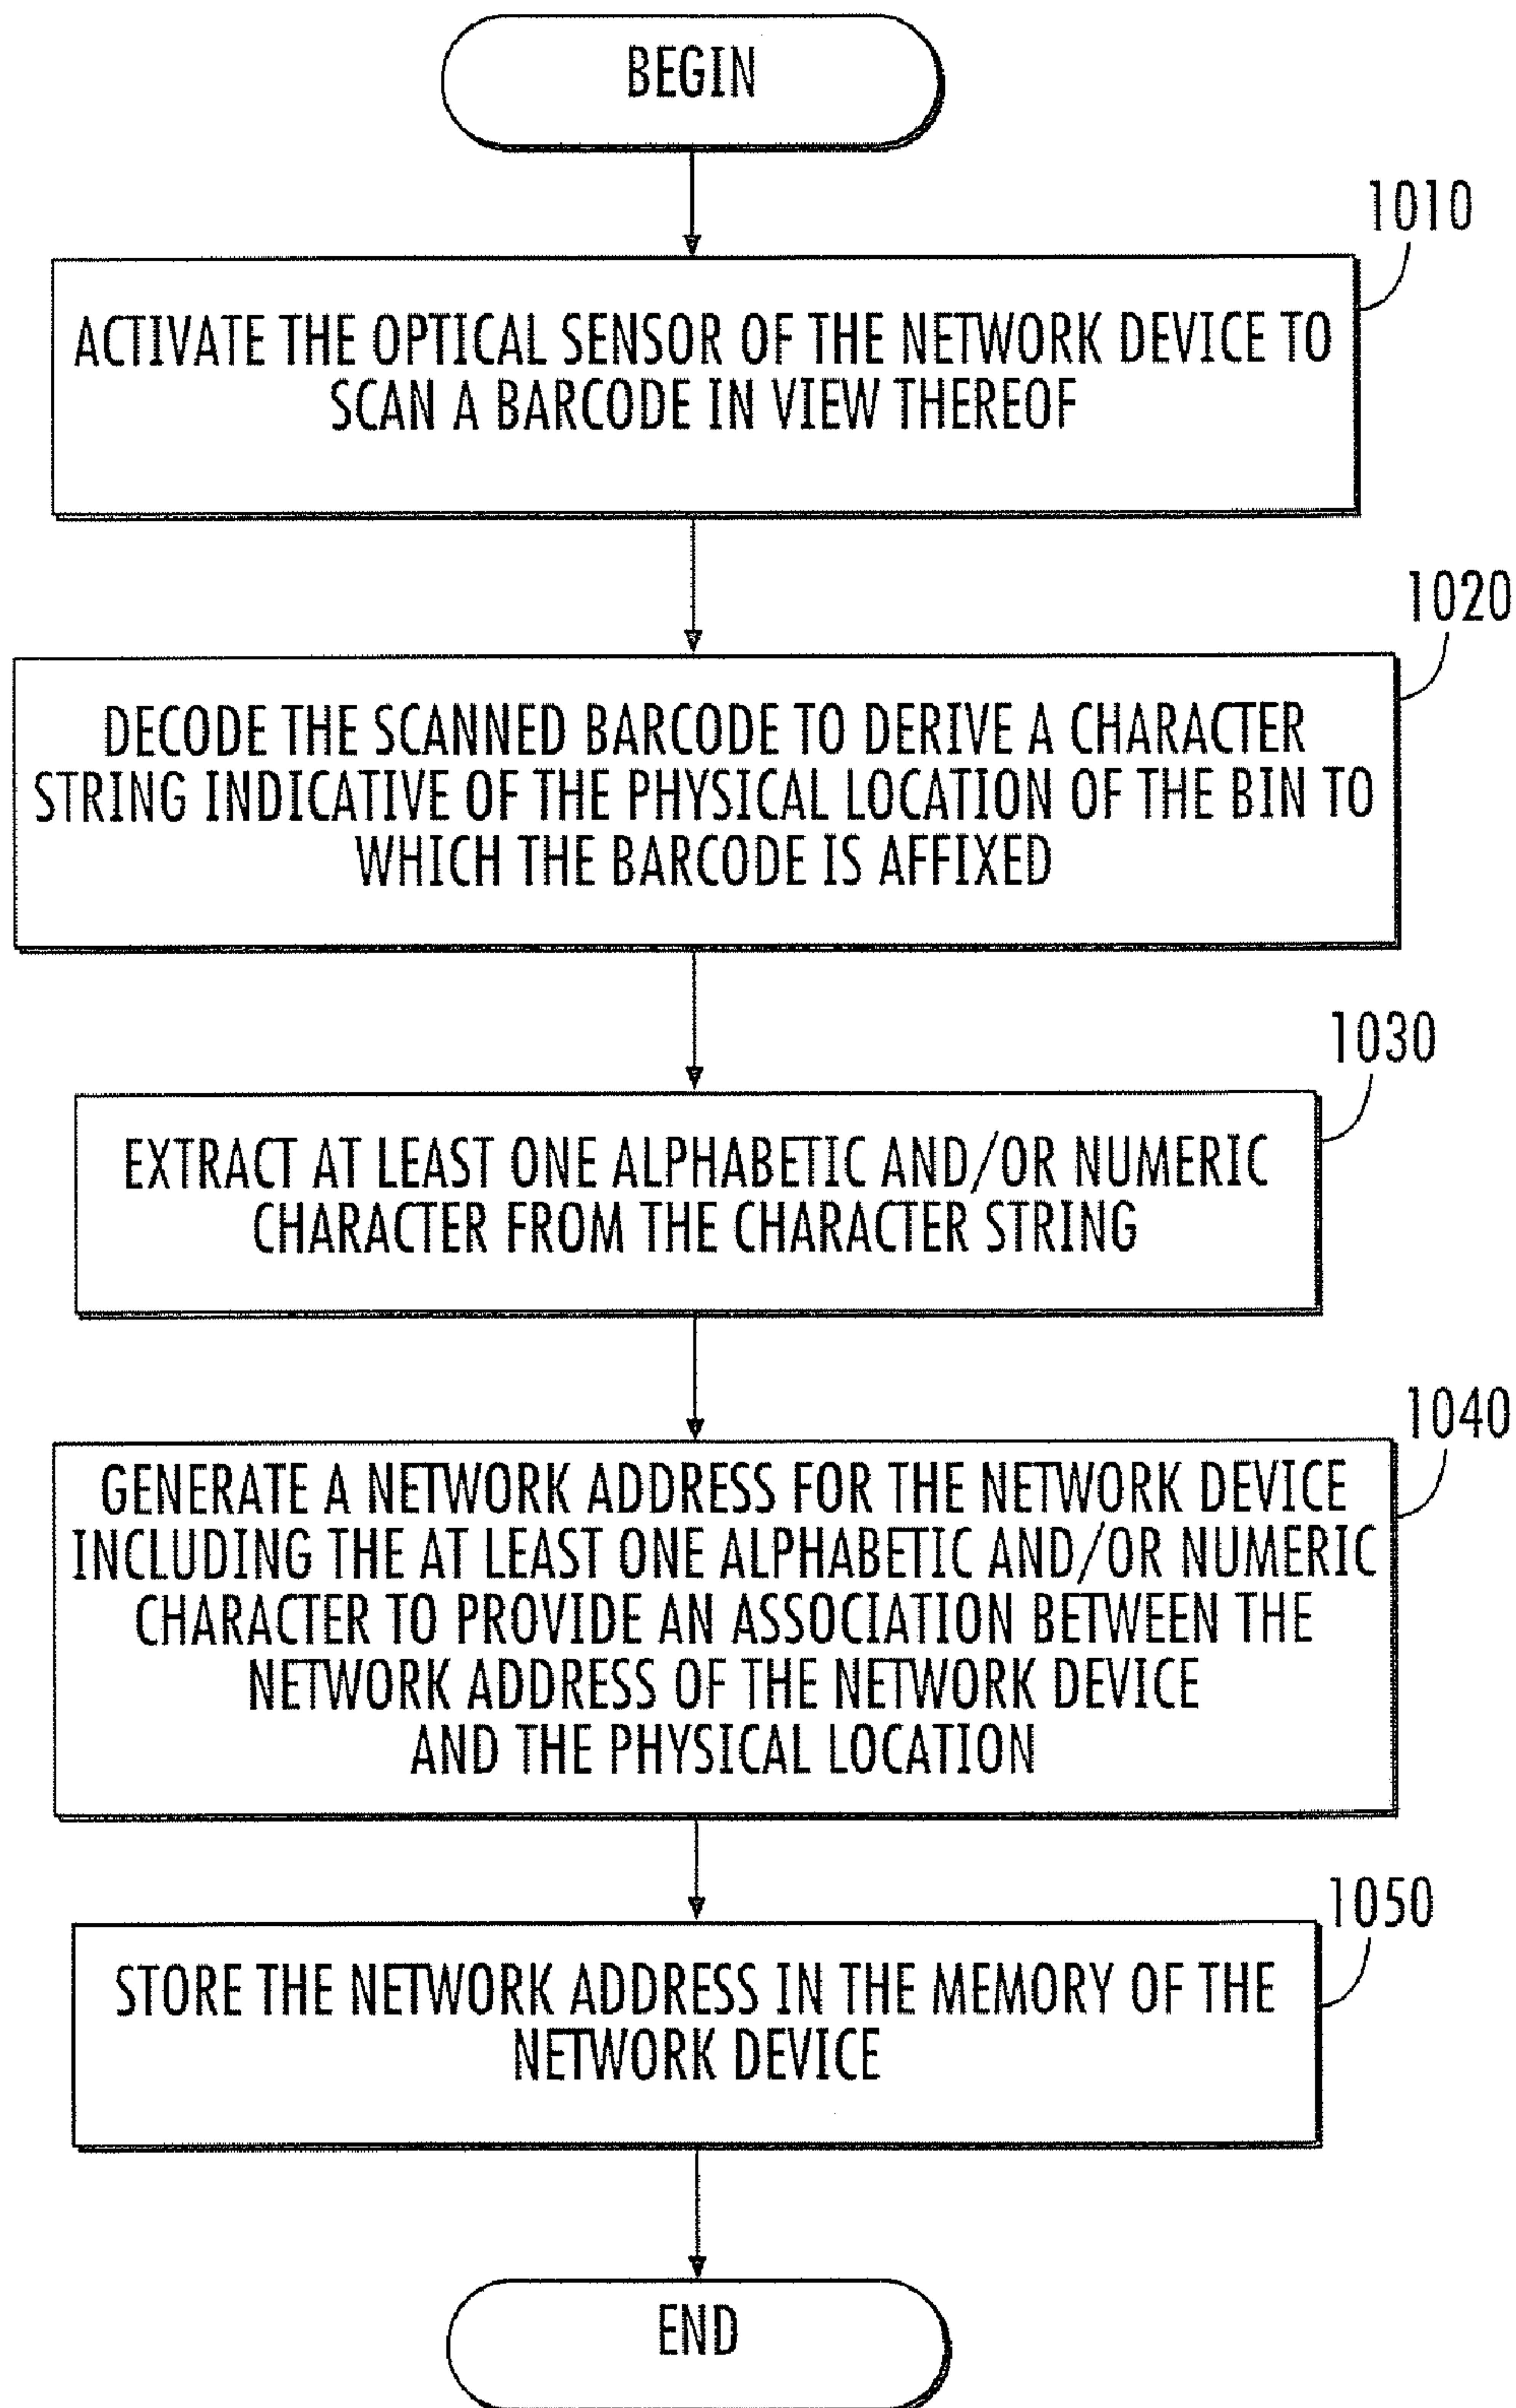 BEGIN
1010
ACTIVATE THE OPTICAL SENSOR OF THE NETWORK DEVICE TO
SCAN A BARCODE IN VIEW THEREOF
1020
DECODE THE SCANNED BARCODE TO DERIVE A CHARACTER
STRING INDICATIVE OF THE PHYSICAL LOCATION OF THE BIN TO
WHICH THE BARCODE IS AFFIXED
1030
EXTRACT AT LEAST ONE ALPHABETIC AND/OR NUMERIC
CHARACTER FROM THE CHARACTER STRING
1040
GENERATE A NETWORK ADDRESS FOR THE NETWORK DEVICE
INCLUDING THE AT LEAST ONE ALPHABETIC AND/OR NUMERIC
CHARACTER TO PROVIDE AN ASSOCIATION BETWEEN THE
NETWORK ADDRESS OF THE NETWORK DEVICE
AND THE PHYSICAL LOCATION
1050
STORE THE NETWORK ADDRESS IN THE MEMORY OF THE
NETWORK DEVICE
END